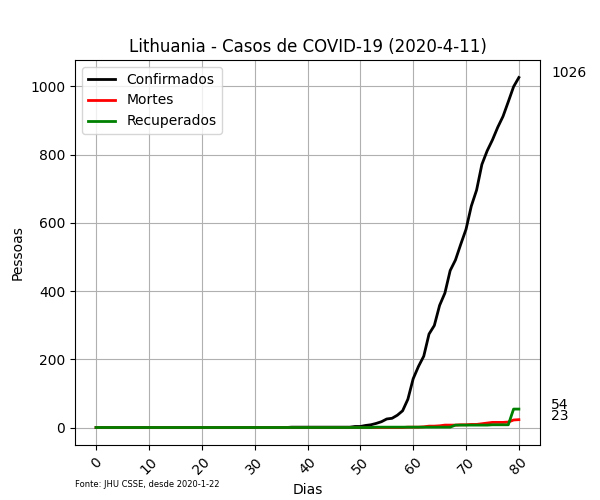 Lithuania - Casos de COVID-19 (2020-4-11)
Confirmados
Mortes
Recuperados
1026
54
23
1000
800
600
400
200
0
Pessoas
0 10 20 30 40 50 60 70 80
Dias
Fonte: JHU CSSE, desde 2020-1-22